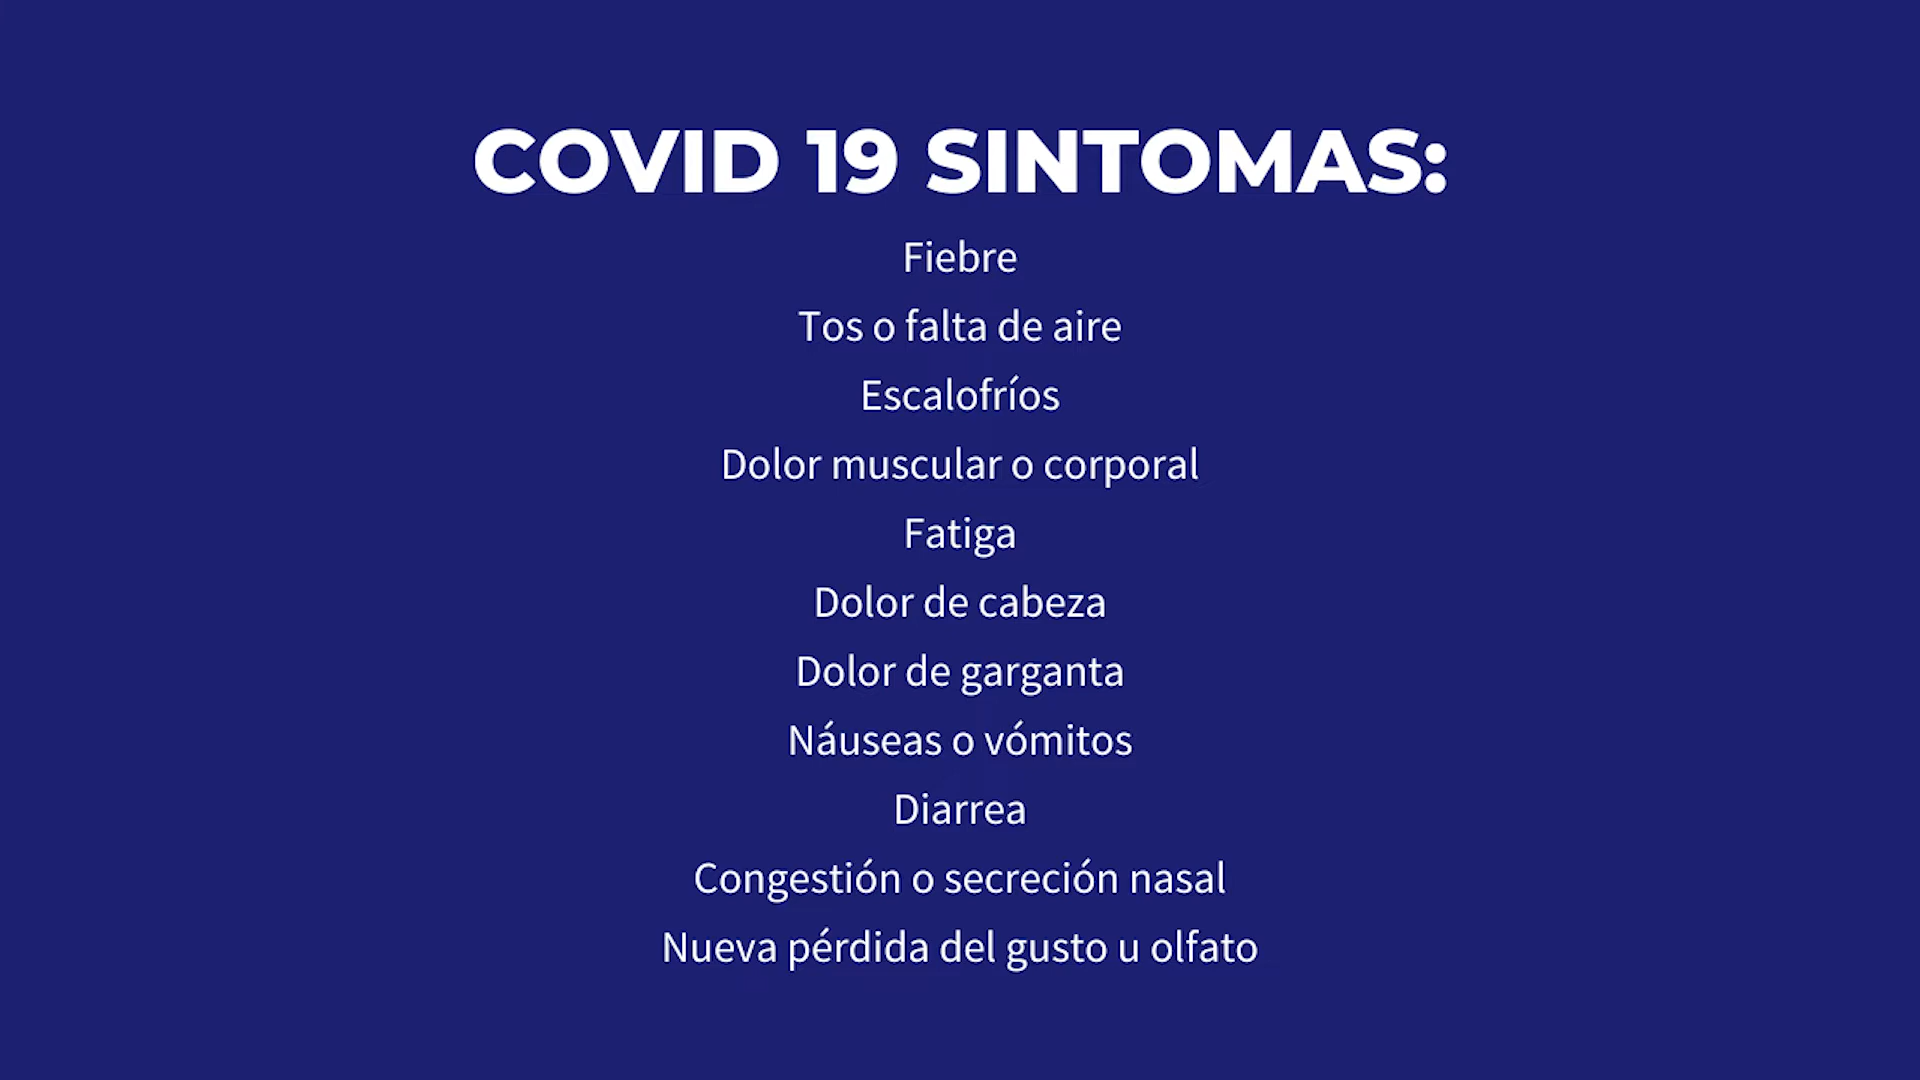 COVID 19 SINTOMAS:
Fiebre
Tos o falta de aire
Escalofríos
Dolor muscular o corporal
Fatiga
Dolor de cabeza
Dolor de garganta
Náuseas o vómitos
Diarrea
Congestión o secreción nasal
Nueva pérdida del gusto u olfato